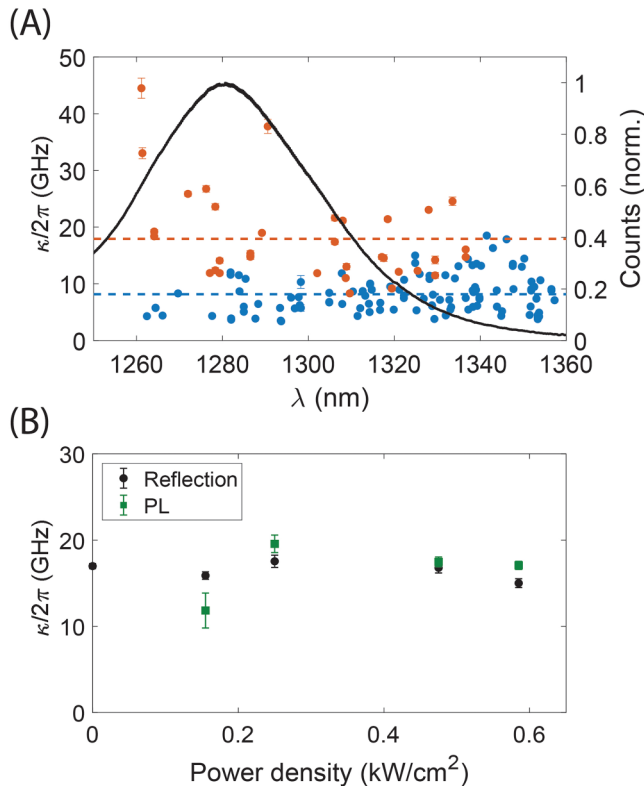 (A)
50
40
30
20
10
0
κ/2π (GHz)
1
0.8
0.6
0.4
0.2
0
Counts (norm.)
1260 1280 1300 1320 1340 1360
λ (nm)
(B)
30
20
10
0
κ/2π (GHz)
Reflection
PL
0 0.2 0.4 0.6
Power density (kW/cm²)